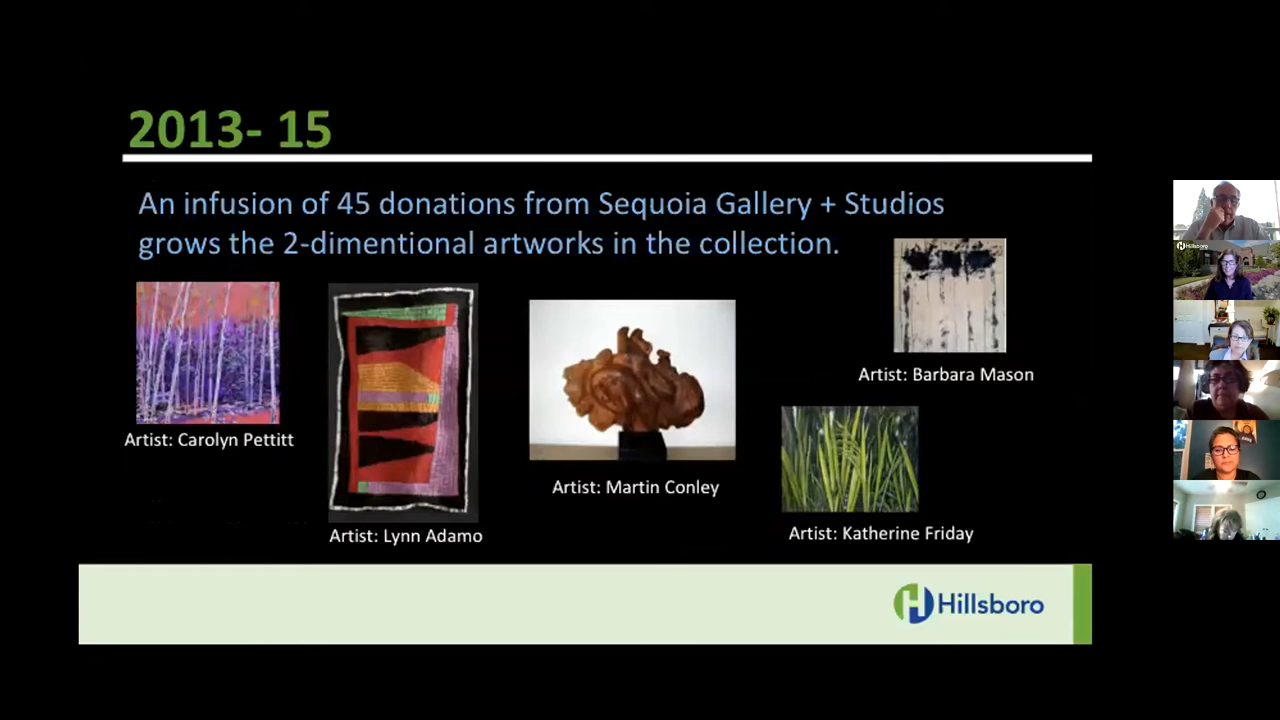 2013- 15
An infusion of 45 donations from Sequoia Gallery + Studios
grows the 2-dimentional artworks in the collection.
Artist: Carolyn Pettitt
Artist: Lynn Adamo
Artist: Martin Conley
Artist: Barbara Mason
Artist: Katherine Friday
Hillsboro
Hillsboro